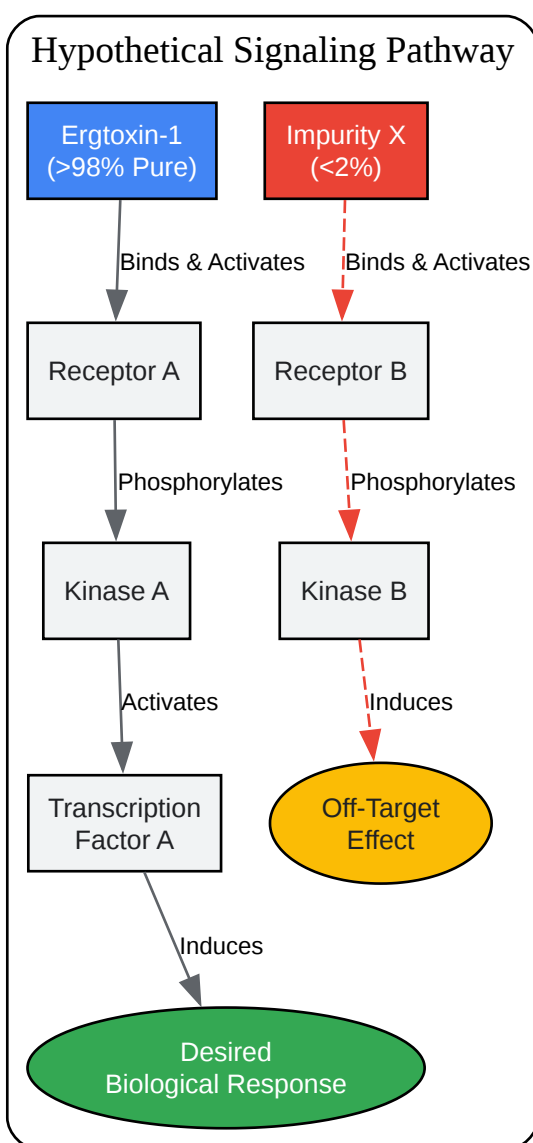 Hypothetical Signaling Pathway
Ergtoxin-1
(>98% Pure)
Impurity X
(<2%)
Binds & Activates
Binds & Activates
Receptor A
Receptor B
Phosphorylates
Phosphorylates
Kinase A
Kinase B
Activates
Induces
Transcription
Factor A
Off-Target
Effect
Induces
Desired
Biological Response